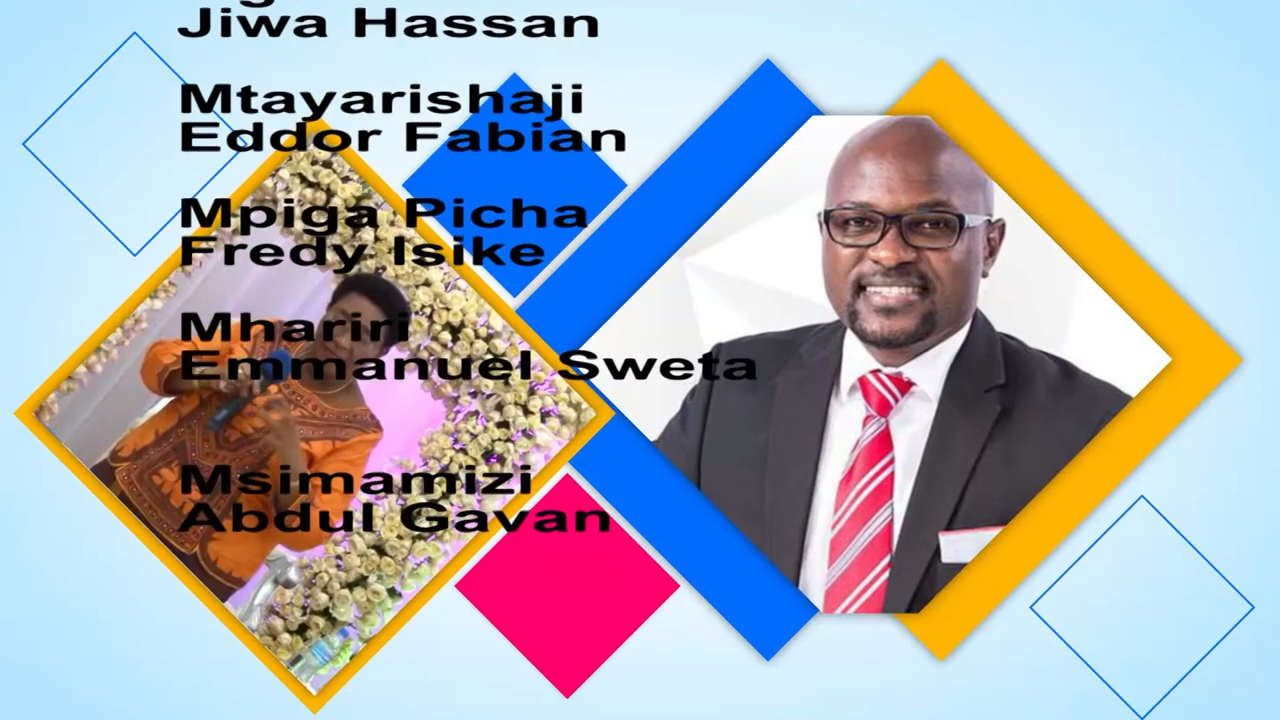 Jiwa Hassan
Mtayarishaji
Eddor Fabian
Mpiga Picha
Fredy Isike
Mhariri
Emmanuel Sweta
Msimamizi
Abdul Gavan